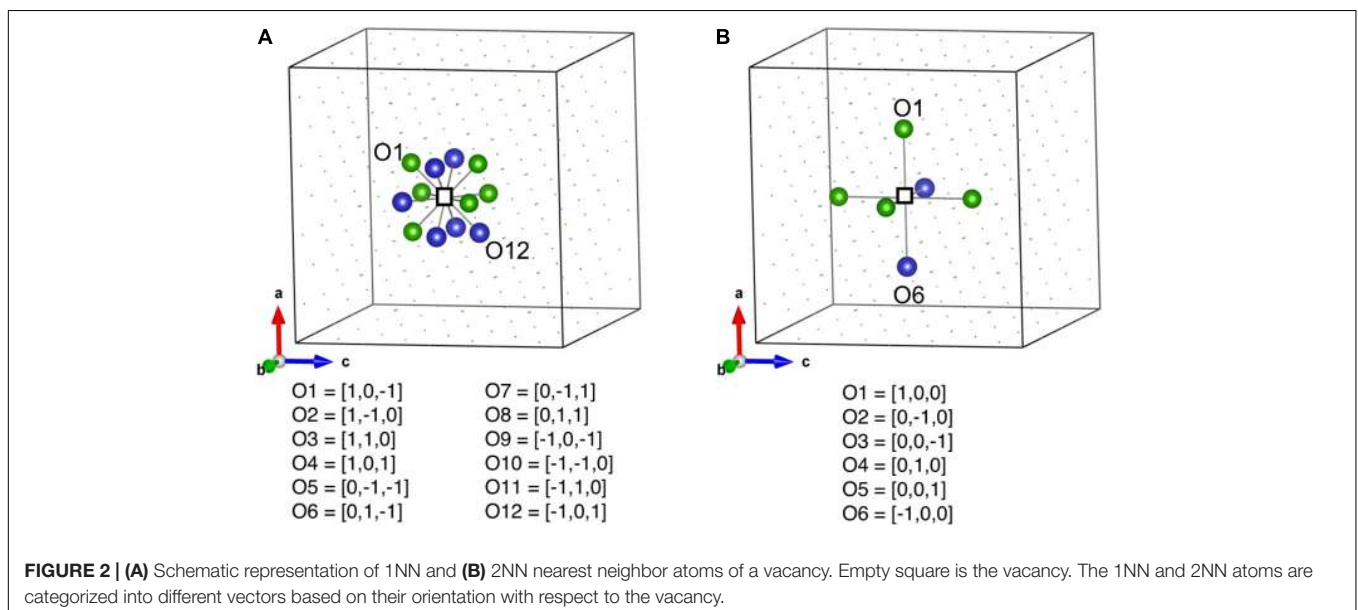 A
B
O1
O12
O1
O6
a
b
c
a
b
c
O1 = [1,0,-1]
O2 = [1,-1,0]
O3 = [1,1,0]
O4 = [1,0,1]
O5 = [0,-1,-1]
O6 = [0,1,-1]
O7 = [0,-1,1]
O8 = [0,1,1]
O9 = [-1,0,-1]
O10 = [-1,-1,0]
O11 = [-1,1,0]
O12 = [-1,0,1]
O1 = [1,0,0]
O2 = [0,-1,0]
O3 = [0,0,-1]
O4 = [0,1,0]
O5 = [0,0,1]
O6 = [-1,0,0]
FIGURE 2 | (A) Schematic representation of 1NN and (B) 2NN nearest neighbor atoms of a vacancy. Empty square is the vacancy. The 1NN and 2NN atoms are
categorized into different vectors based on their orientation with respect to the vacancy.